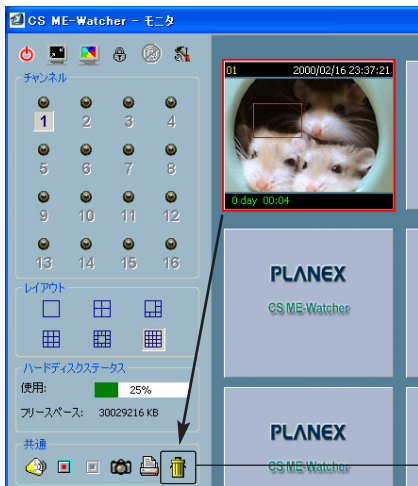 CS ME-Watcher - モニタ
チャンネル
1 2 3 4
5 6 7 8
9 10 11 12
13 14 15 16
レイアウト
ハードディスクステータス
使用: 25%
フリースペース: 30029216 KB
共通
01 2000/02/16 23:37:21
0 day 00:04
PLANEX
CS ME-Watcher
PLANEX
CS ME-Watcher